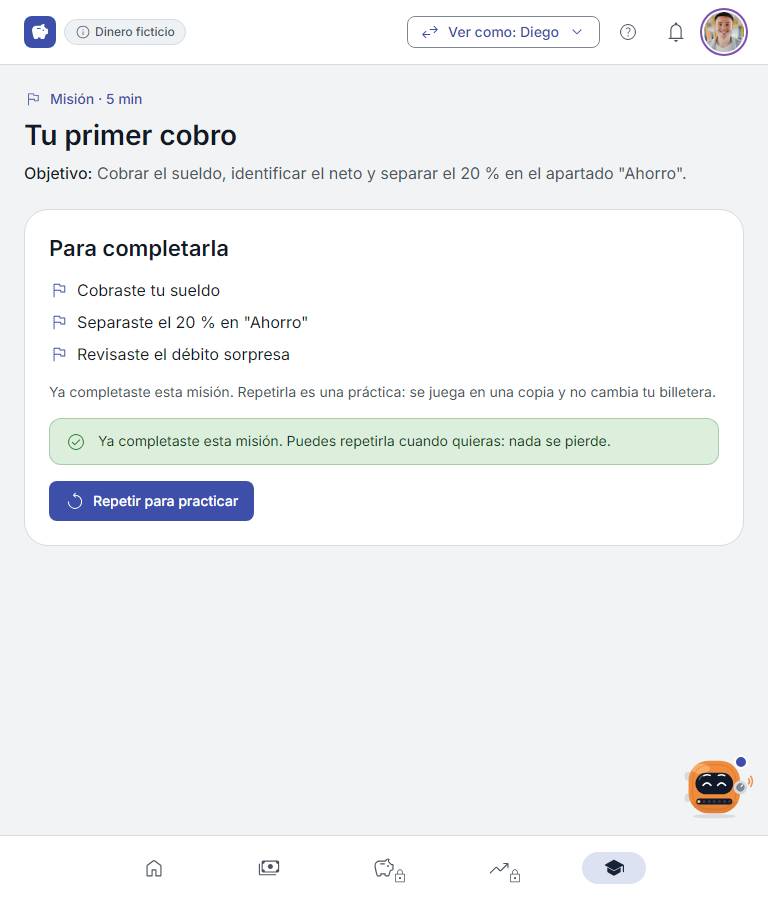 Dinero ficticio
Ver como: Diego
Misión · 5 min
Tu primer cobro
Objetivo: Cobrar el sueldo, identificar el neto y separar el 20 % en el apartado "Ahorro".
Para completarla
Cobraste tu sueldo
Separaste el 20 % en "Ahorro"
Revisaste el débito sorpresa
Ya completaste esta misión. Repetirla es una práctica: se juega en una copia y no cambia tu billetera.
Ya completaste esta misión. Puedes repetirla cuando quieras: nada se pierde.
Repetir para practicar